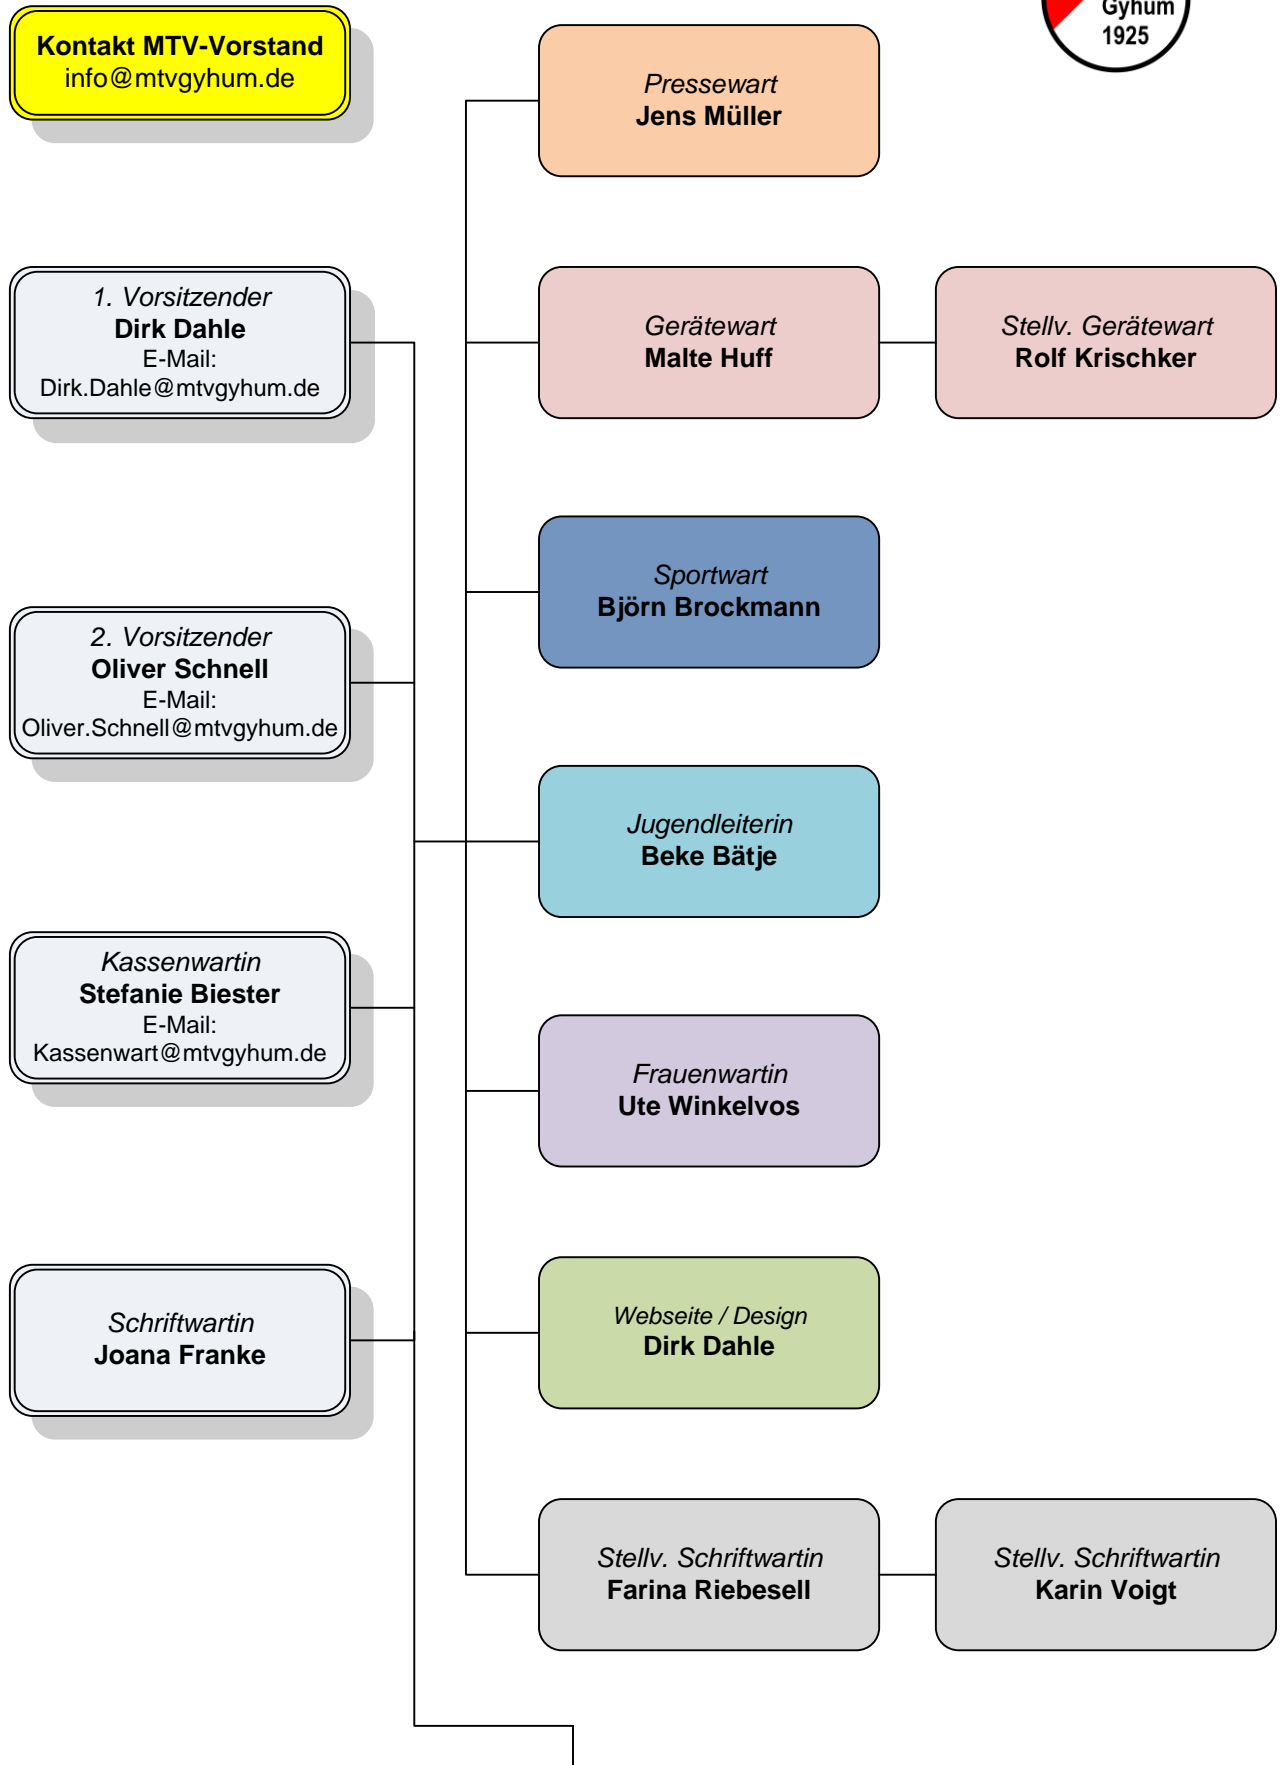 Kontakt MTV-Vorstand
info@mtvgyhum.de
Gyhum
1925
Pressewart
Jens Müller
1. Vorsitzender
Dirk Dahle
E-Mail:
Dirk.Dahle@mtvgyhum.de
Gerätewart
Malte Huff
Stellv. Gerätewart
Rolf Krischker
Sportwart
Björn Brockmann
2. Vorsitzender
Oliver Schnell
E-Mail:
Oliver.Schnell@mtvgyhum.de
Jugendleiterin
Beke Bätje
Kassenwartin
Stefanie Biester
E-Mail:
Kassenwart@mtvgyhum.de
Frauenwartin
Ute Winkelvos
Schriftwartin
Joana Franke
Webseite / Design
Dirk Dahle
Stellv. Schriftwartin
Farina Riebesell
Stellv. Schriftwartin
Karin Voigt